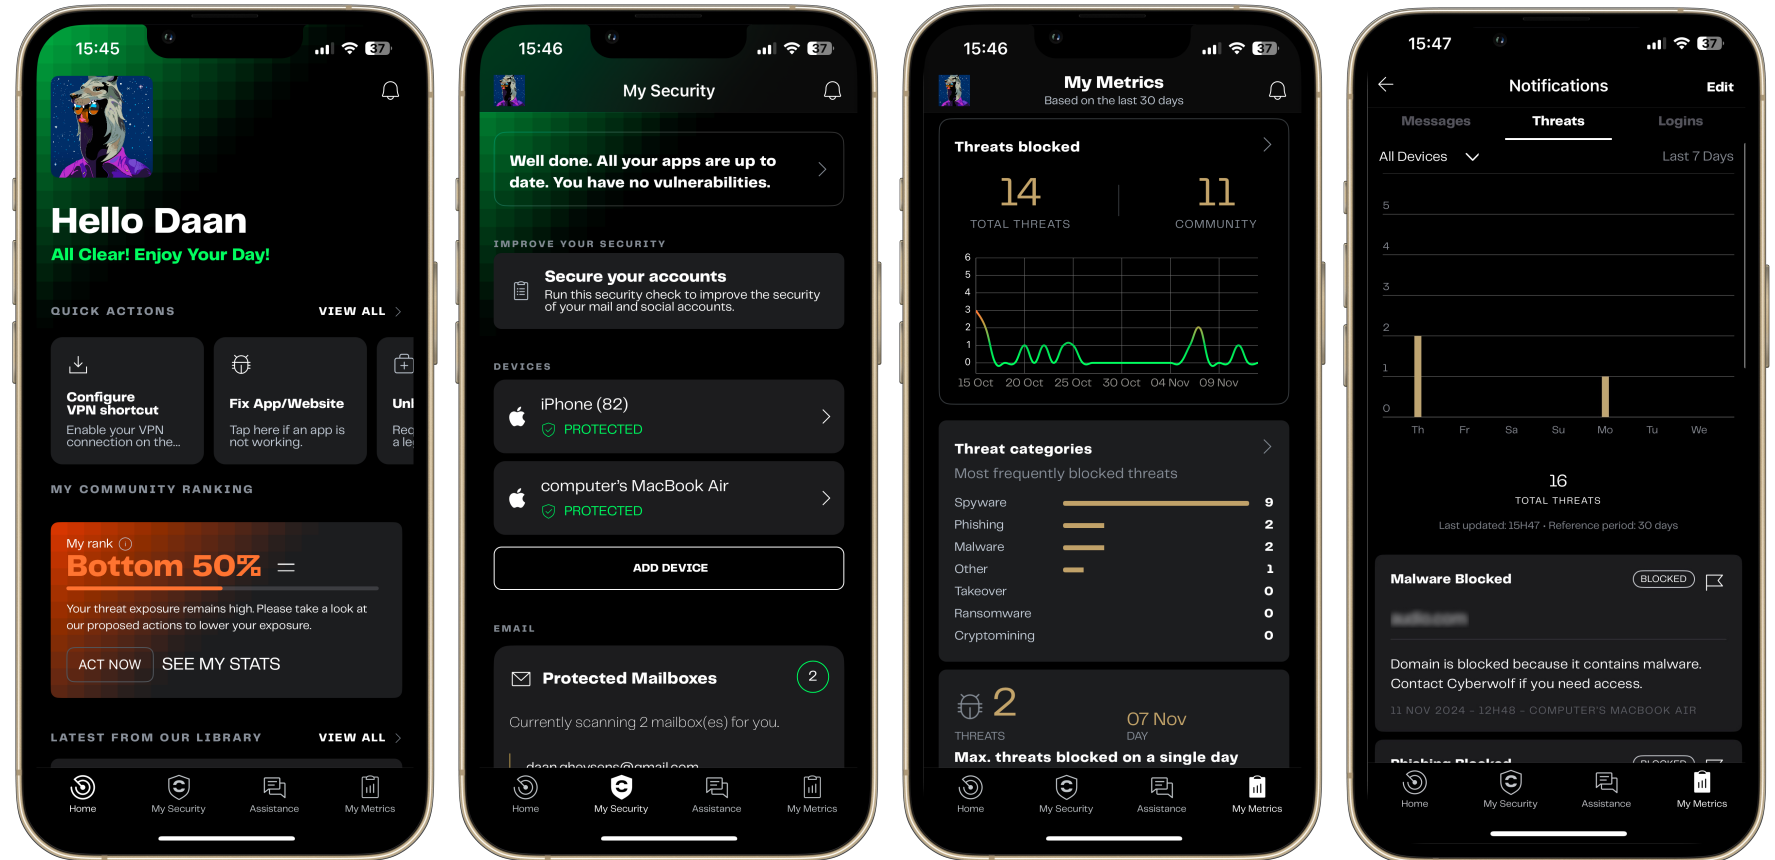 15:45
37
Hello Daan
All Clear! Enjoy Your Day!
QUICK ACTIONS
VIEW ALL
Configure
VPN shortcut
Enable your VPN
connection on the...
Fix App/Website
Tap here if an app is
not working.
MY COMMUNITY RANKING
My rank
Bottom 50%
Your threat exposure remains high. Please take a look at
our proposed actions to lower your exposure.
ACT NOW
SEE MY STATS
LATEST FROM OUR LIBRARY
VIEW ALL
Home
My Security
Assistance
My Metrics
15:46
37
My Security
Well done. All your apps are up to
date. You have no vulnerabilities.
IMPROVE YOUR SECURITY
Secure your accounts
Run this security check to improve the security
of your mail and social accounts.
DEVICES
iPhone (82)
PROTECTED
computer's MacBook Air
PROTECTED
ADD DEVICE
EMAIL
Protected Mailboxes
2
Currently scanning 2 mailbox(es) for you.
daan.gheysens@gmail.com
Home
My Security
Assistance
My Metrics
15:46
37
My Metrics
Based on the last 30 days
Threats blocked
14
TOTAL THREATS
11
COMMUNITY
6
5
4
3
2
1
0
15 Oct
20 Oct
25 Oct
30 Oct
04 Nov
09 Nov
Threat categories
Most frequently blocked threats
Spyware 9
Phishing 2
Malware 2
Other 1
Takeover 0
Ransomware 0
Cryptomining 0
2
THREATS
07 Nov
DAY
Max. threats blocked on a single day
Home
My Security
Assistance
My Metrics
15:47
37
Notifications
Edit
Messages
Threats
Logins
All Devices
Last 7 Days
5
4
3
2
1
0
Th
Fr
Sa
Su
Mo
Tu
We
16
TOTAL THREATS
Last updated: 15H47 • Reference period: 30 days
Malware Blocked
BLOCKED
Domain is blocked because it contains malware.
Contact Cyberwolf if you need access.
11 NOV 2024 - 12H48 - COMPUTER'S MACBOOK AIR
Phishing Blocked
BLOCKED
Home
My Security
Assistance
My Metrics